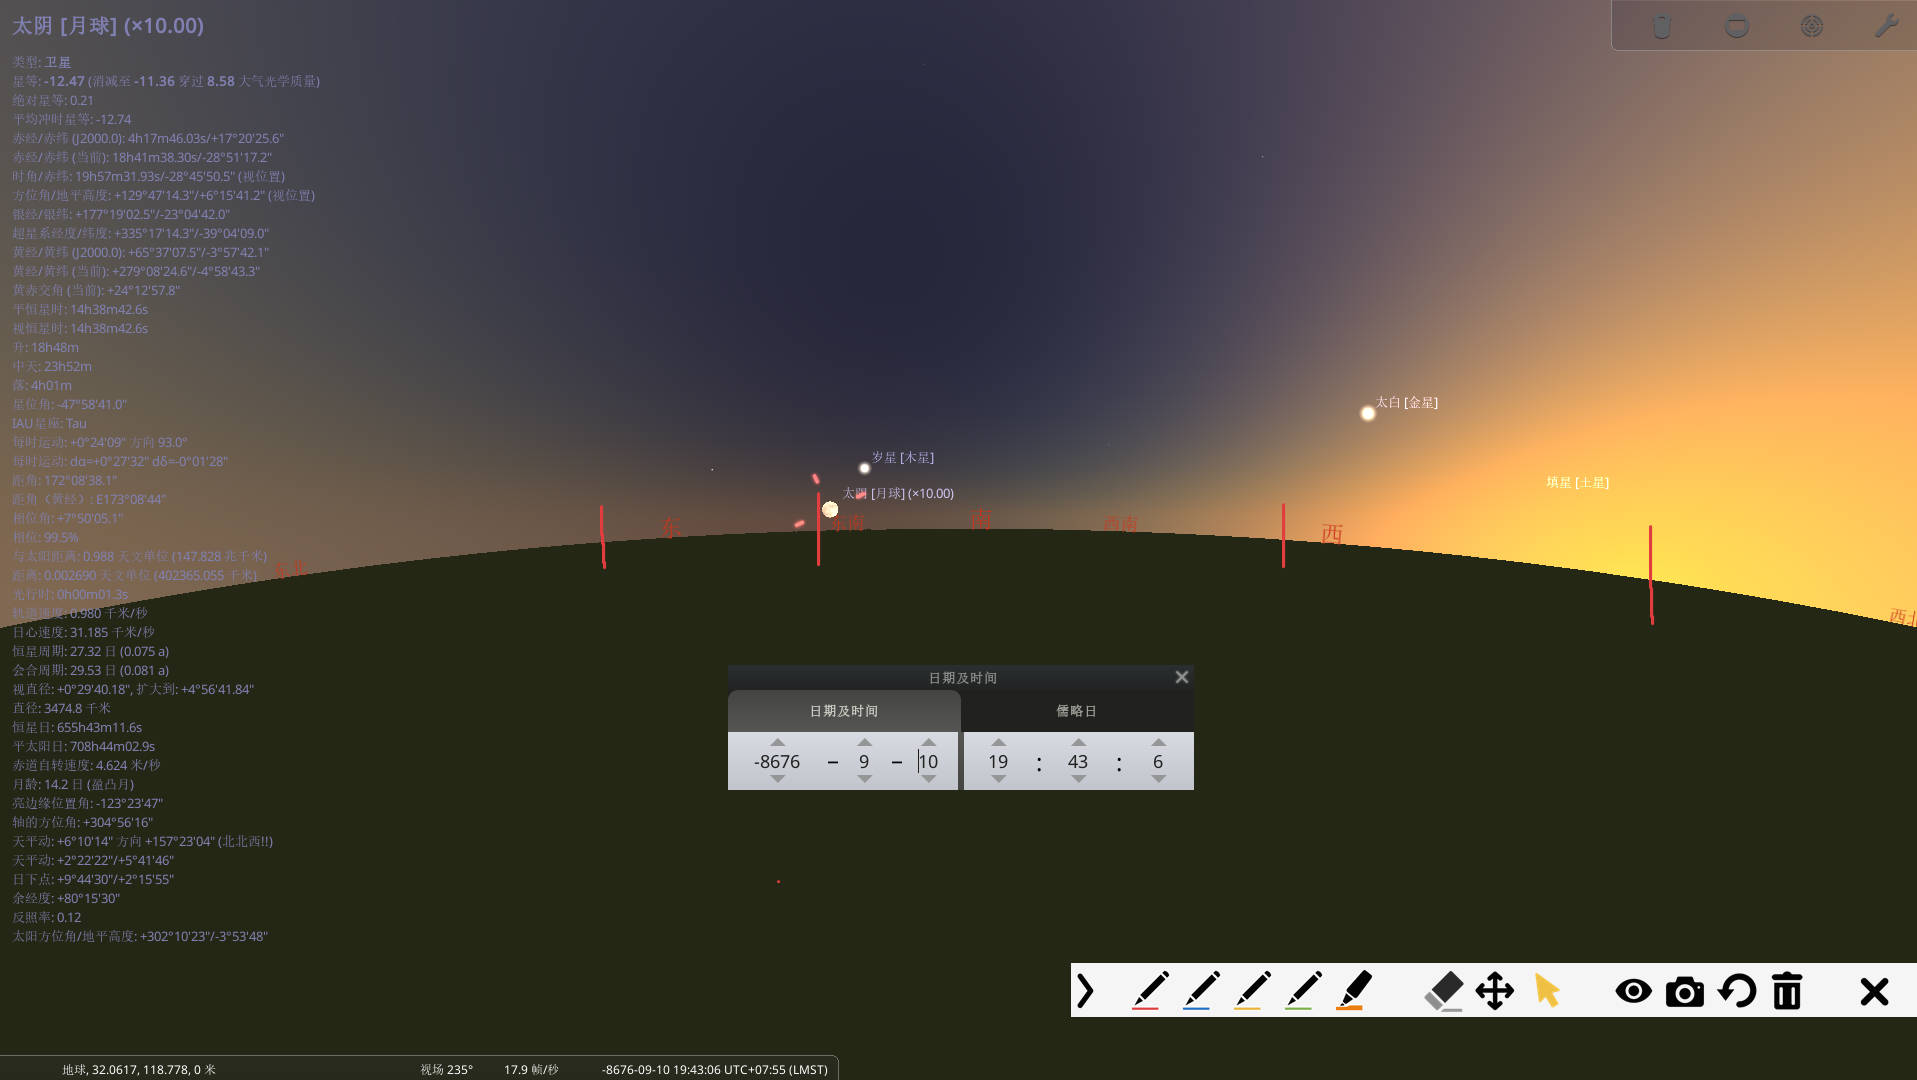 太阴 [月球] (×10.00)
类型: 卫星
星等: -12.47 (消减至 -11.36 穿过 8.58 大气光学质量)
绝对星等: 0.21
平均冲时星等: -12.74
赤经/赤纬 (J2000.0): 4h17m46.03s/+17°20'25.6"
赤经/赤纬 (当前): 18h41m38.30s/-28°51'17.2"
时角/赤纬: 19h57m31.93s/-28°45'50.5" (视位置)
方位角/地平高度: +129°47'14.3"/+6°15'41.2" (视位置)
银经/银纬: +177°19'02.5"/-23°04'42.0"
超星系经度/纬度: +335°17'14.3"/-39°04'09.0"
黄经/黄纬 (J2000.0): +65°37'07.5"/-3°57'42.1"
黄经/黄纬 (当前): +279°08'24.6"/-4°58'43.3"
黄赤交角 (当前): +24°12'57.8"
平恒星时: 14h38m42.6s
视恒星时: 14h38m42.6s
升: 18h48m
中天: 23h52m
落: 4h01m
星位角: -47°58'41.0"
IAU星座: Tau
每时运动: +0°24'09" 方向 93.0°
每时运动: dα=+0°27'32" dδ=-0°01'28"
距角: 172°08'38.1"
距角（黄经）: E173°08'44"
相位角: +7°50'05.1"
相位: 99.5%
与太阳距离: 0.988 天文单位 (147.828 兆千米)
距离: 0.002690 天文单位 (402365.055 千米)
光行时: 0h00m01.3s
轨道速度: 0.980 千米/秒
日心速度: 31.185 千米/秒
恒星周期: 27.32 日 (0.075 a)
会合周期: 29.53 日 (0.081 a)
视直径: +0°29'40.18", 扩大到: +4°56'41.84"
直径: 3474.8 千米
恒星日: 655h43m11.6s
平太阳日: 708h44m02.9s
赤道自转速度: 4.624 米/秒
月龄: 14.2 日 (盈凸月)
亮边缘位置角: -123°23'47"
轴的方位角: +304°56'16"
天平动: +6°10'14" 方向 +157°23'04" (北北西!!)
天平动: +2°22'22"/+5°41'46"
日下点: +9°44'30"/+2°15'55"
余经度: +80°15'30"
反照率: 0.12
太阳方位角/地平高度: +302°10'23"/-3°53'48"
太白 [金星]
岁星 [木星]
填星 [土星]
太阴 [月球] (×10.00)
东北
东
东南
南
西南
西
西北
日期及时间
日期及时间
儒略日
-8676 – 9 – 10 19 : 43 : 6
地球, 32.0617, 118.778, 0 米
视场 235°
17.9 帧/秒
-8676-09-10 19:43:06 UTC+07:55 (LMST)